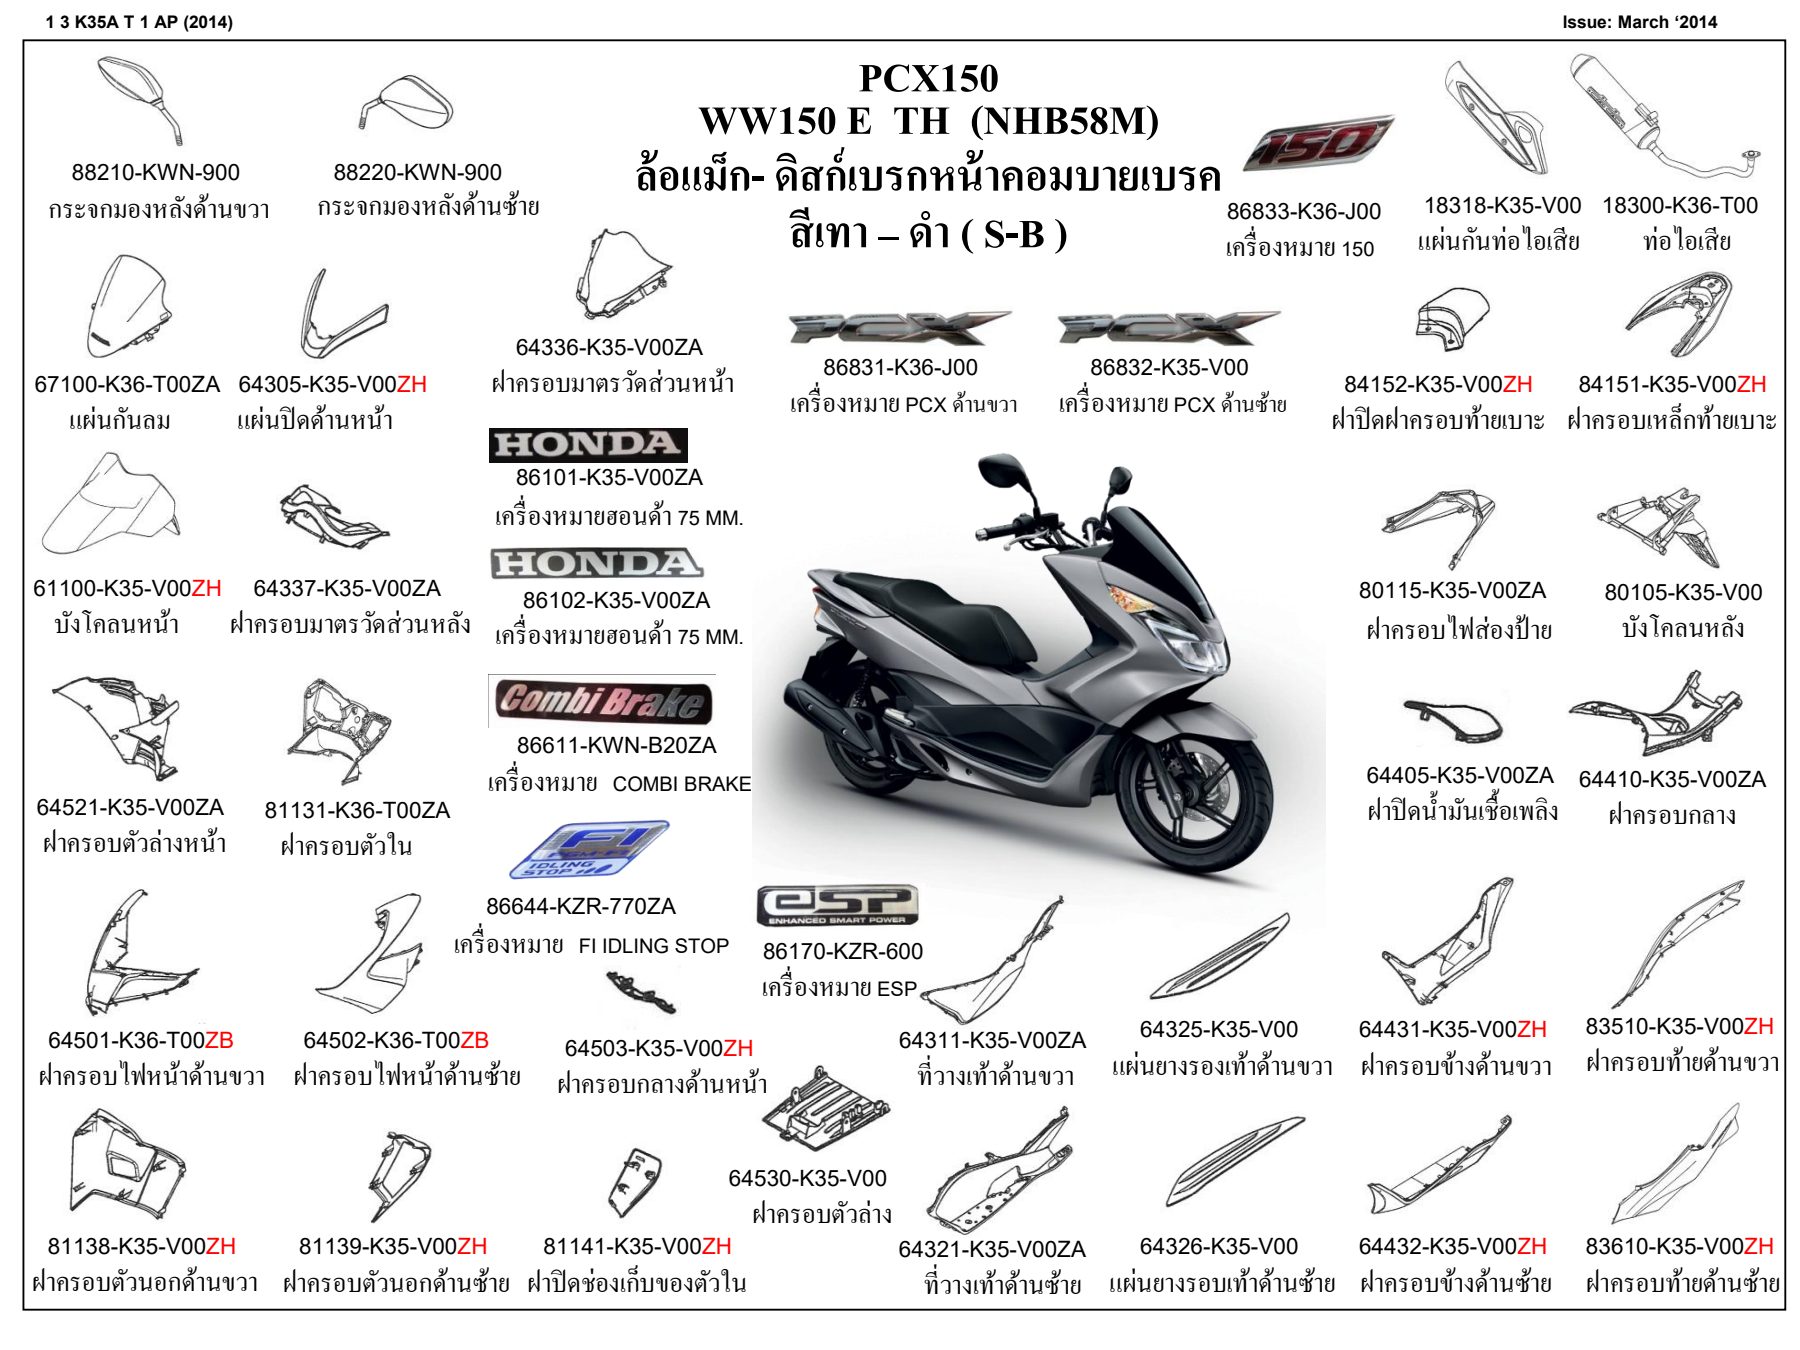 1 3 K35A T 1 AP (2014)
Issue: March ‘2014
PCX150
WW150 E TH (NHB58M)
ล้อแม็ก- ดิสก์เบรกหน้าคอมบายเบรค
สีเทา – ดำ ( S-B )
88210-KWN-900
กระจกมองหลังด้านขวา
88220-KWN-900
กระจกมองหลังด้านซ้าย
150
86833-K36-J00
เครื่องหมาย 150
18318-K35-V00
แผ่นกันท่อไอเสีย
18300-K36-T00
ท่อไอเสีย
67100-K36-T00ZA
แผ่นกันลม
64305-K35-V00ZH
แผ่นปิดด้านหน้า
64336-K35-V00ZA
ฝาครอบมาตรวัดส่วนหน้า
PCX
86831-K36-J00
เครื่องหมาย PCX ด้านขวา
PCX
86832-K35-V00
เครื่องหมาย PCX ด้านซ้าย
84152-K35-V00ZH
ฝาปิดฝาครอบท้ายเบาะ
84151-K35-V00ZH
ฝาครอบเหล็กท้ายเบาะ
HONDA
86101-K35-V00ZA
เครื่องหมายฮอนด้า 75 MM.
HONDA
86102-K35-V00ZA
เครื่องหมายฮอนด้า 75 MM.
61100-K35-V00ZH
บังโคลนหน้า
64337-K35-V00ZA
ฝาครอบมาตรวัดส่วนหลัง
80115-K35-V00ZA
ฝาครอบไฟส่องป้าย
80105-K35-V00
บังโคลนหลัง
Combi Brake
86611-KWN-B20ZA
เครื่องหมาย COMBI BRAKE
64521-K35-V00ZA
ฝาครอบตัวล่างหน้า
81131-K36-T00ZA
ฝาครอบตัวใน
64405-K35-V00ZA
ฝาปิดน้ำมันเชื้อเพลิง
64410-K35-V00ZA
ฝาครอบกลาง
FI
PGM-FI
IDLING
STOP
86644-KZR-770ZA
เครื่องหมาย FI IDLING STOP
eSP
ENHANCED SMART POWER
86170-KZR-600
เครื่องหมาย ESP
64501-K36-T00ZB
ฝาครอบไฟหน้าด้านขวา
64502-K36-T00ZB
ฝาครอบไฟหน้าด้านซ้าย
64503-K35-V00ZH
ฝาครอบกลางด้านหน้า
64311-K35-V00ZA
ที่วางเท้าด้านขวา
64325-K35-V00
แผ่นยางรองเท้าด้านขวา
64431-K35-V00ZH
ฝาครอบข้างด้านขวา
83510-K35-V00ZH
ฝาครอบท้ายด้านขวา
64530-K35-V00
ฝาครอบตัวล่าง
81138-K35-V00ZH
ฝาครอบตัวนอกด้านขวา
81139-K35-V00ZH
ฝาครอบตัวนอกด้านซ้าย
81141-K35-V00ZH
ฝาปิดช่องเก็บของตัวใน
64321-K35-V00ZA
ที่วางเท้าด้านซ้าย
64326-K35-V00
แผ่นยางรอบเท้าด้านซ้าย
64432-K35-V00ZH
ฝาครอบข้างด้านซ้าย
83610-K35-V00ZH
ฝาครอบท้ายด้านซ้าย